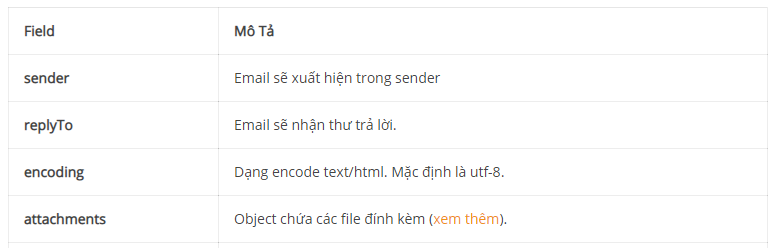 Field Mô Tả
sender Email sẽ xuất hiện trong sender
replyTo Email sẽ nhận thư trả lời.
encoding Dạng encode text/html. Mặc định là utf-8.
attachments Object chứa các file đính kèm (xem thêm).